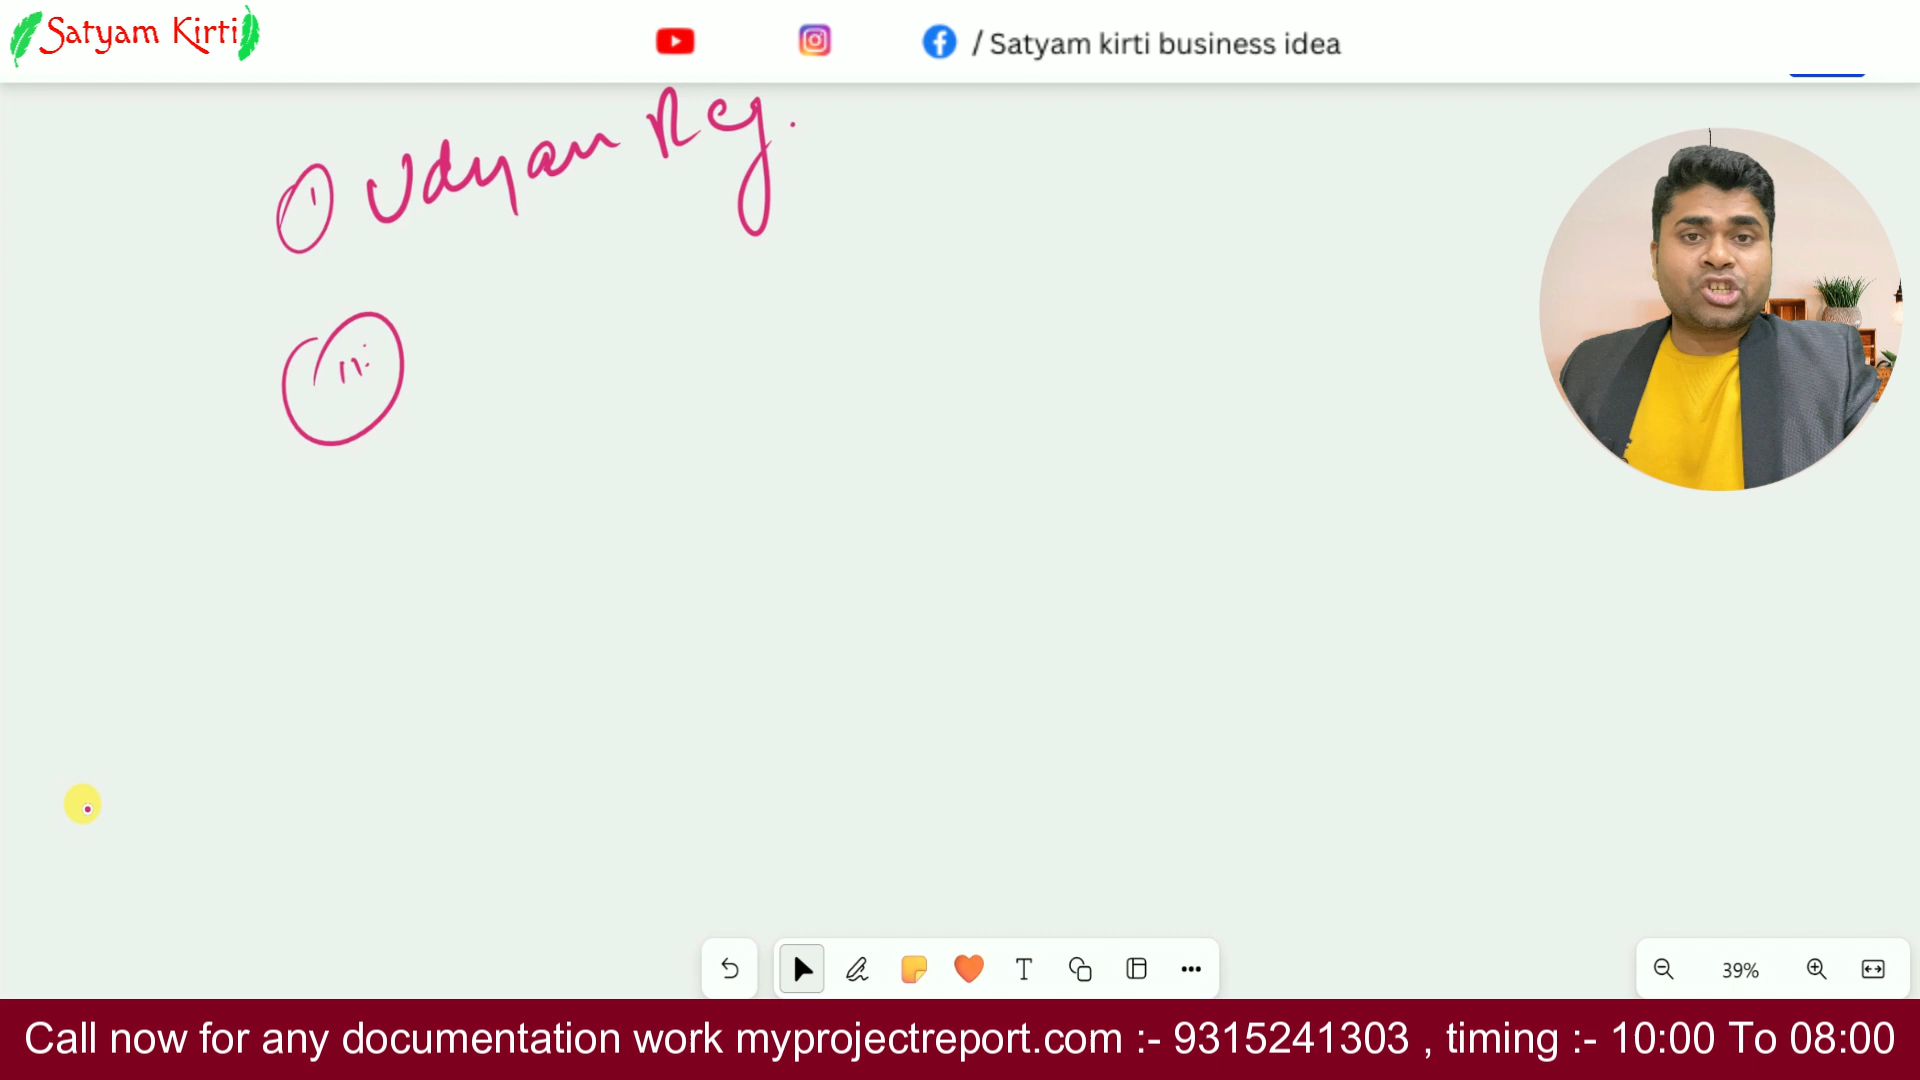 Satyam Kirti
/ Satyam kirti business idea
① Udyam Reg.
ii
T
39%
Call now for any documentation work myprojectreport.com :- 9315241303 , timing :- 10:00 To 08:00